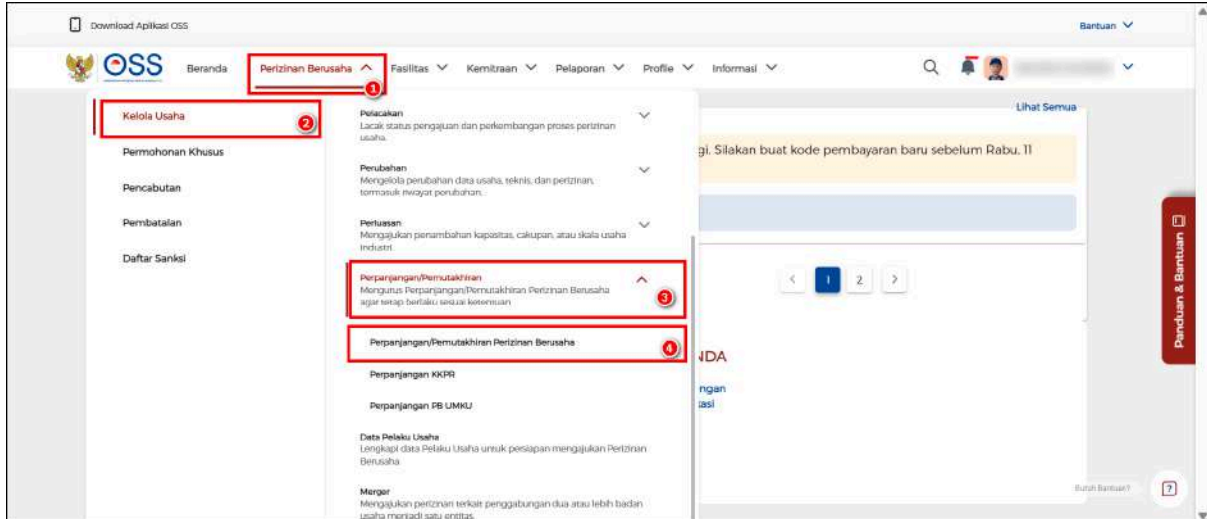 Download Aplikasi OSS
Bantuan
OSS
Beranda
Perizinan Berusaha
Fasilitas
Kemitraan
Pelaporan
Profile
Informasi
1
Kelola Usaha
2
Permohonan Khusus
Pencabutan
Pembatalan
Daftar Sanksi
Pelacakan
Lacak status pengajuan dan perkembangan proses perizinan
usaha.
Perubahan
Mengelola perubahan data usaha, teknis, dan perizinan,
termasuk riwayat perubahan.
Perluasan
Mengajukan penambahan kapasitas, cakupan, atau skala usaha
industri.
Perpanjangan/Pemutakhiran
Mengurus Perpanjangan/Pemutakhiran Perizinan Berusaha
agar tetap berlaku sesuai ketentuan
3
Perpanjangan/Pemutakhiran Perizinan Berusaha
4
Perpanjangan KKPR
Perpanjangan PB UMKU
Data Pelaku Usaha
Lengkapi data Pelaku Usaha untuk persiapan mengajukan Perizinan
Berusaha
Merger
Mengajukan perizinan terkait penggabungan dua atau lebih badan
usaha menjadi satu entitas.
Lihat Semua
gi. Silakan buat kode pembayaran baru sebelum Rabu, 11
1
2
NDA
ngan
asi
Panduan & Bantuan
Butuh Bantuan?